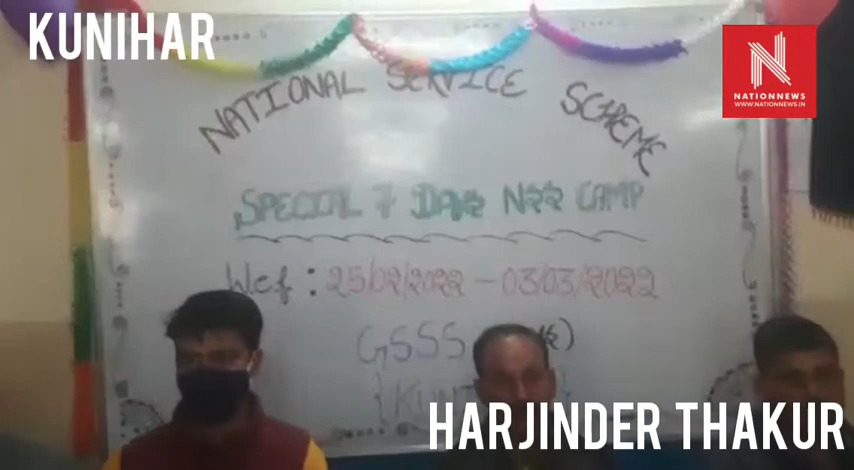 KUNIHAR
NATIONNEWS
WWW.NATIONNEWS.IN
NATIONAL SERVICE SCHEME
SPECIAL 7 DAYS NSS CAMP
W.e.f : 25/02/2022 - 03/03/2022
GSSS
HARJINDER THAKUR